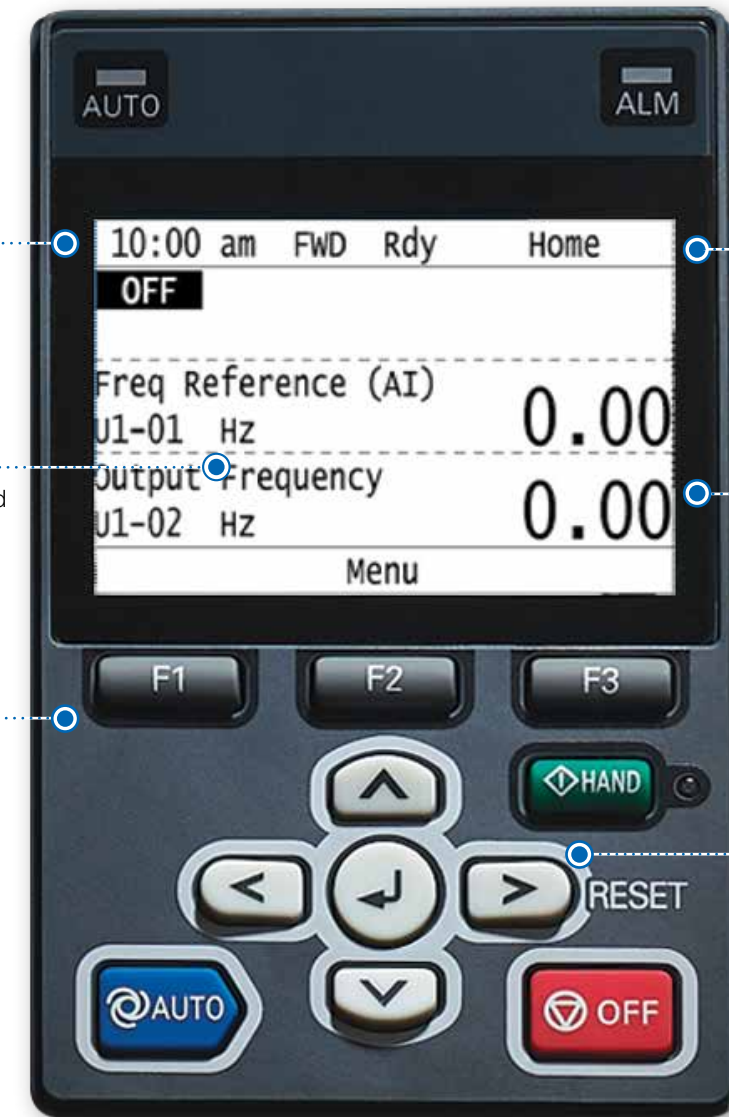 AUTO
ALM
10:00 am FWD Rdy Home
OFF
Freq Reference (AI)
U1-01 Hz
0.00
Output Frequency
U1-02 Hz
0.00
Menu
F1
F2
F3
HAND
RESET
AUTO
OFF